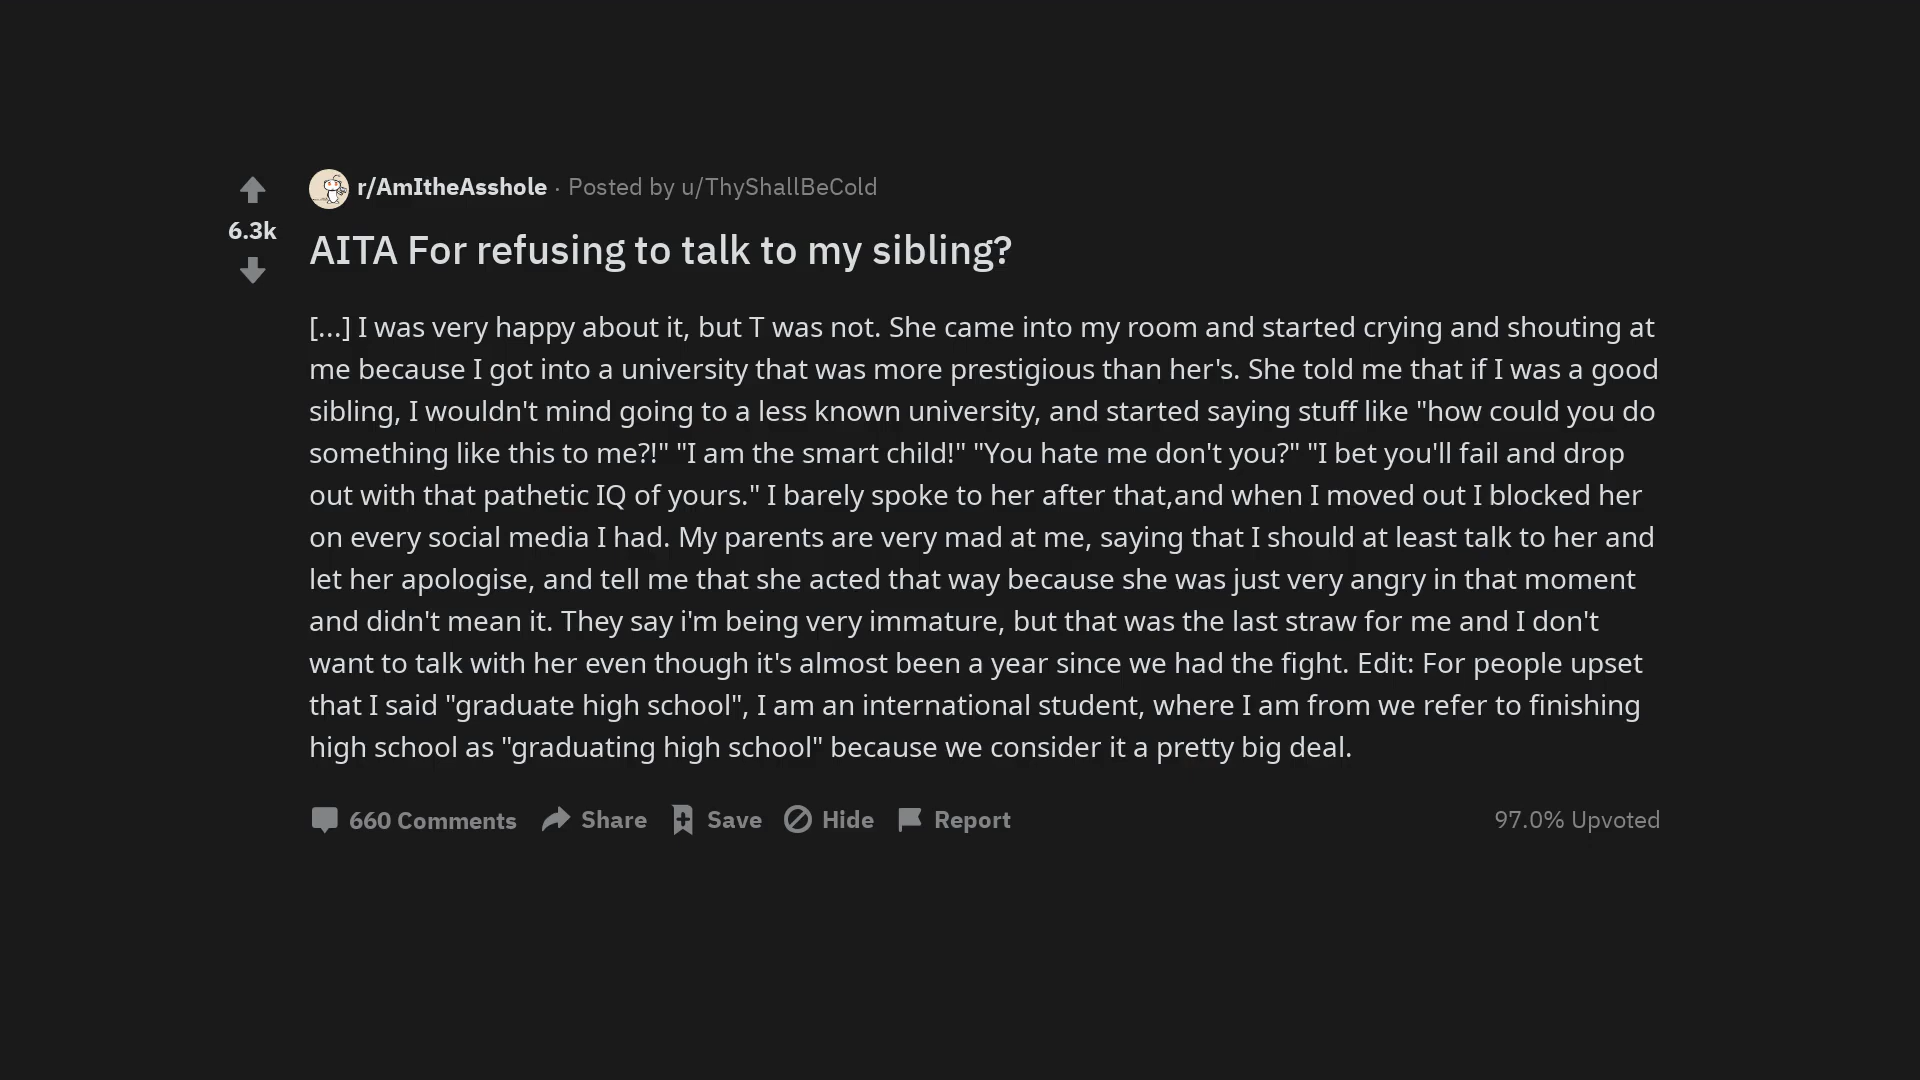 r/AmItheAsshole · Posted by u/ThyShallBeCold
6.3k
AITA For refusing to talk to my sibling?
[...] I was very happy about it, but T was not. She came into my room and started crying and shouting at
me because I got into a university that was more prestigious than her's. She told me that if I was a good
sibling, I wouldn't mind going to a less known university, and started saying stuff like "how could you do
something like this to me?!" "I am the smart child!" "You hate me don't you?" "I bet you'll fail and drop
out with that pathetic IQ of yours." I barely spoke to her after that,and when I moved out I blocked her
on every social media I had. My parents are very mad at me, saying that I should at least talk to her and
let her apologise, and tell me that she acted that way because she was just very angry in that moment
and didn't mean it. They say i'm being very immature, but that was the last straw for me and I don't
want to talk with her even though it's almost been a year since we had the fight. Edit: For people upset
that I said "graduate high school", I am an international student, where I am from we refer to finishing
high school as "graduating high school" because we consider it a pretty big deal.
660 Comments Share Save Hide Report 97.0% Upvoted